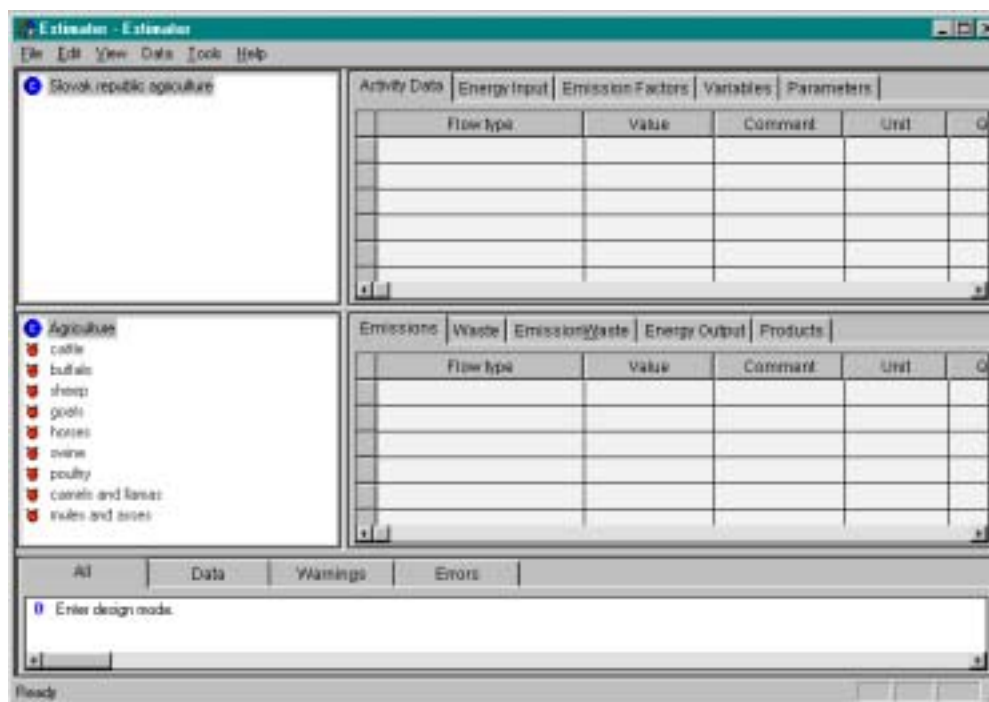 Estimator - Estimator
File Edit View Data Tools Help
Slovak republic agriculture
Activity Data Energy Input Emission Factors Variables Parameters
Flow type Value Comment Unit
Agriculture
cattle
buffalo
sheep
goats
horses
swine
poultry
camels and llamas
mules and asses
Emissions Waste EmissionWaste Energy Output Products
Flow type Value Comment Unit
All Data Warnings Errors
Enter design mode.
Ready